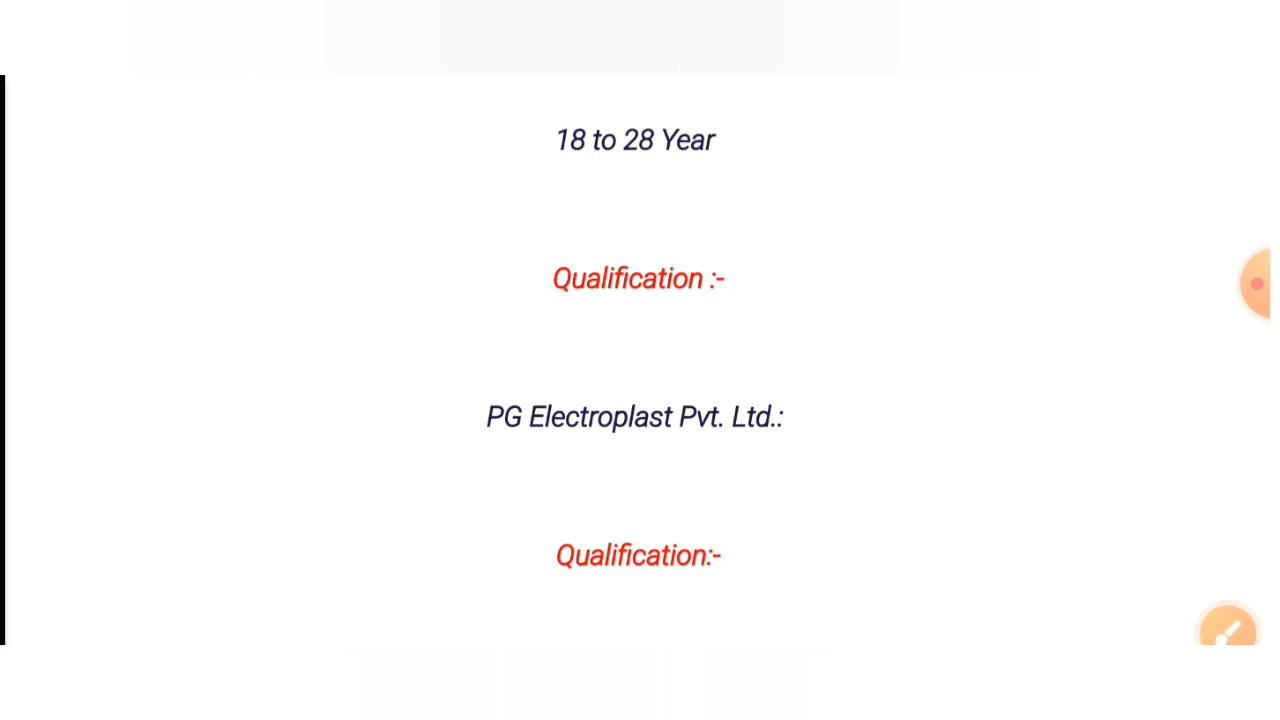 18 to 28 Year
Qualification :-
PG Electroplast Pvt. Ltd.:
Qualification:-